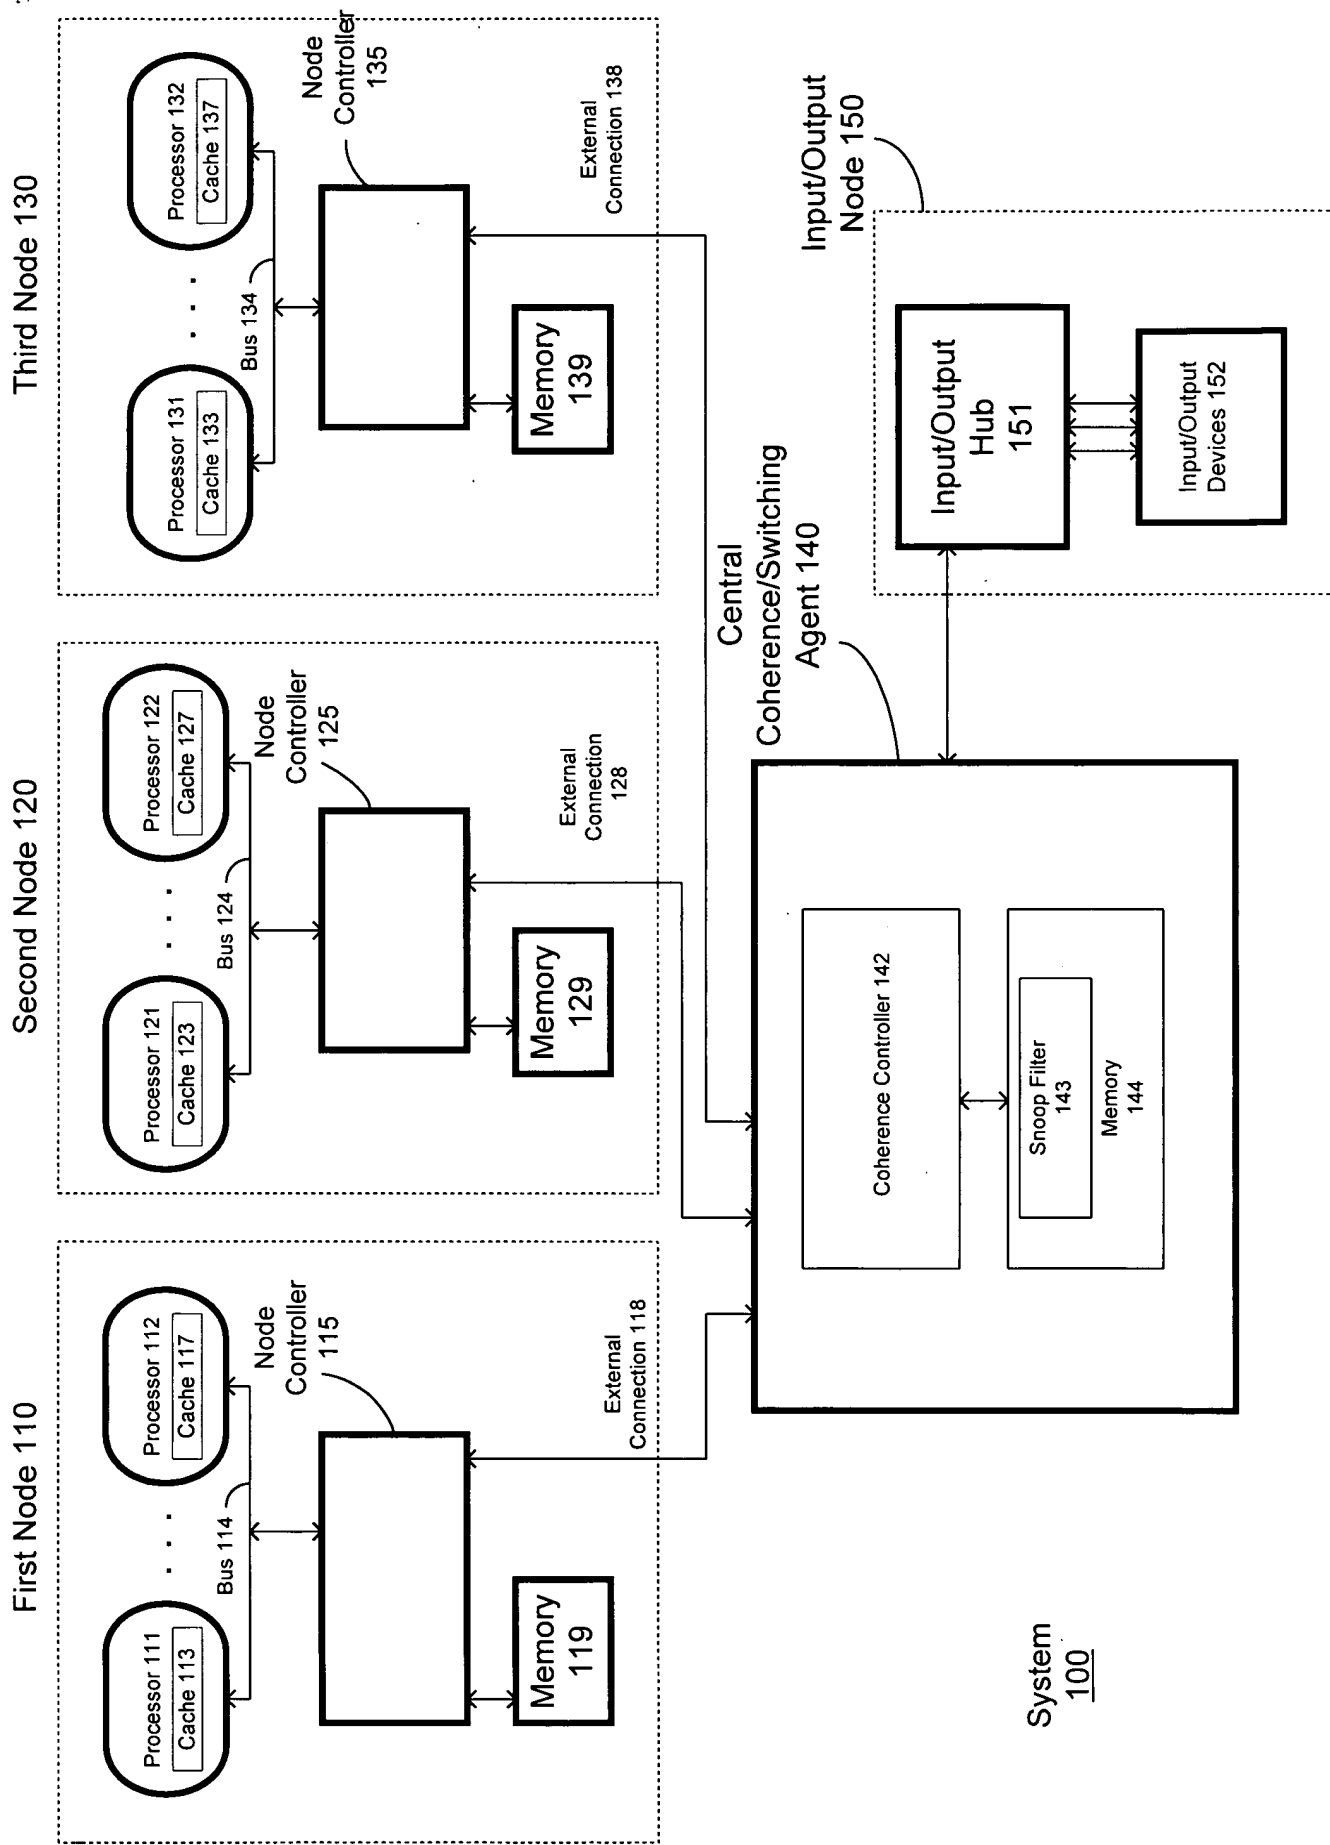 First Node 110
Processor 111
Cache 113
. . .
Processor 112
Cache 117
Bus 114
Node
Controller
115
Memory
119
External
Connection 118
Second Node 120
Processor 121
Cache 123
. . .
Processor 122
Cache 127
Bus 124
Node
Controller
125
Memory
129
External
Connection
128
Third Node 130
Processor 131
Cache 133
. . .
Processor 132
Cache 137
Bus 134
Node
Controller
135
Memory
139
External
Connection 138
Central
Coherence/Switching
Agent 140
Coherence Controller 142
Snoop Filter
143
Memory
144
Input/Output
Node 150
Input/Output
Hub
151
Input/Output
Devices 152
System
100